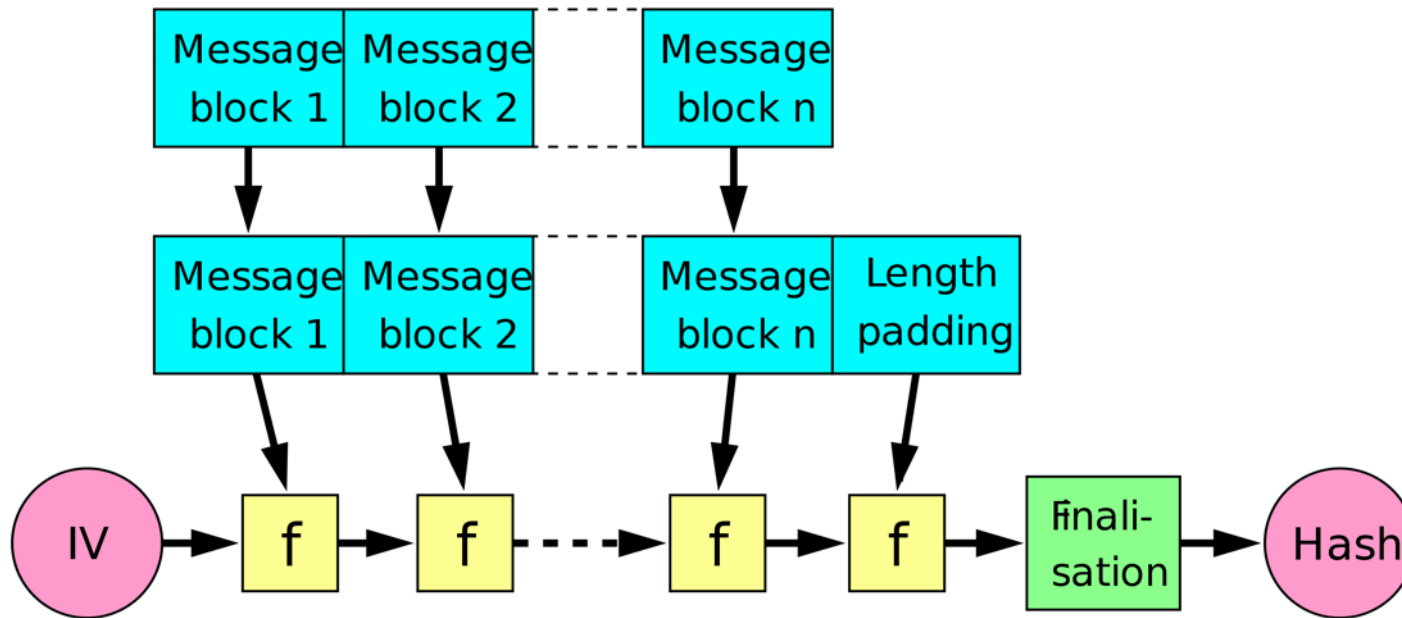 Message
block 1
Message
block 2
Message
block n
Message
block 1
Message
block 2
Message
block n
Length
padding
IV
f
f
f
f
Finali-
sation
Hash